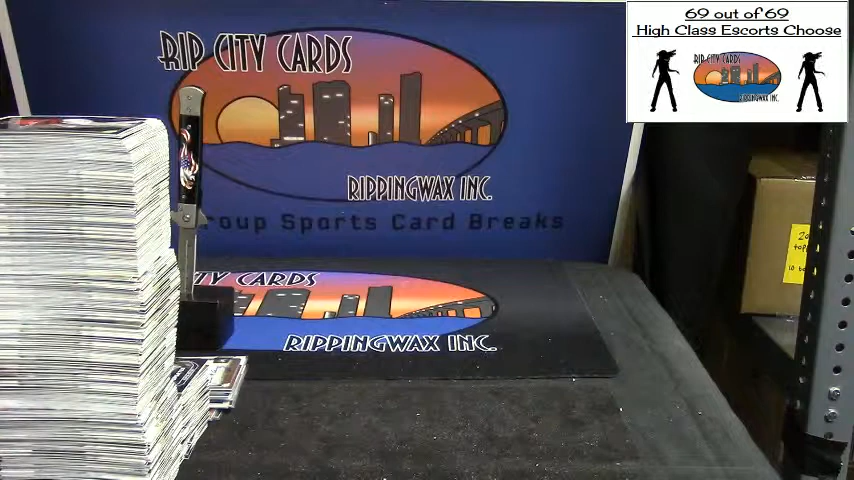 69 out of 69
High Class Escorts Choose
RIP CITY CARDS
RIPPINGWAX INC.
RIP CITY CARDS
RIPPINGWAX INC.
Group Sports Card Breaks
TY CARDS
RIPPINGWAX INC.